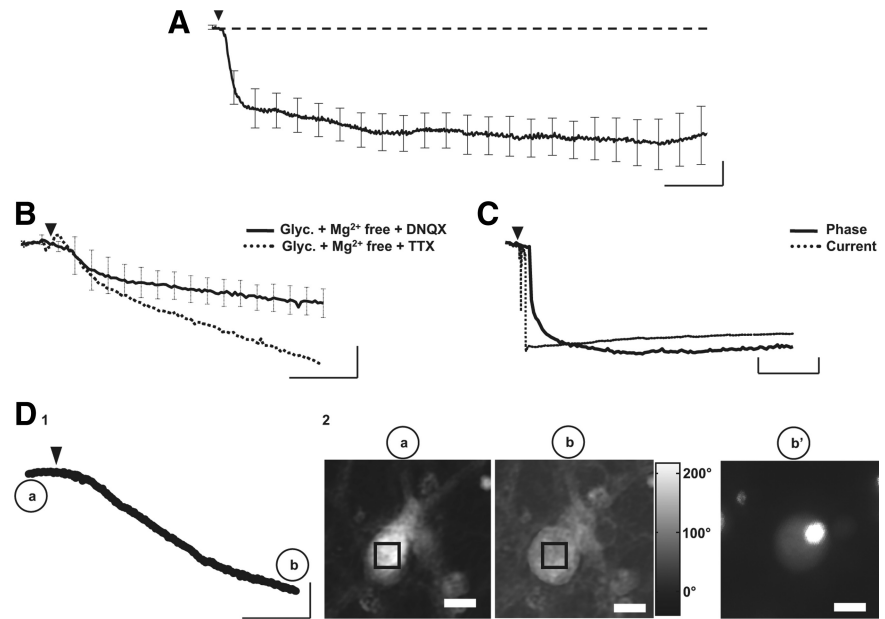 A
B
Glyc. + Mg²⁺ free + DNQX
Glyc. + Mg²⁺ free + TTX
C
Phase
Current
D 1
2
a
b
b'
a
b
200°
100°
0°